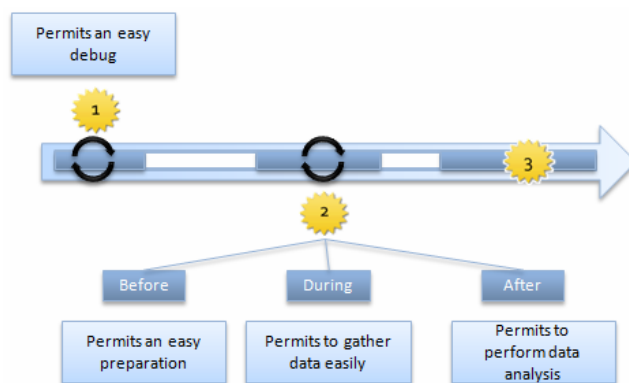 Permits an easy
debug
1
3
2
Before
During
After
Permits an easy
preparation
Permits to gather
data easily
Permits to
perform data
analysis